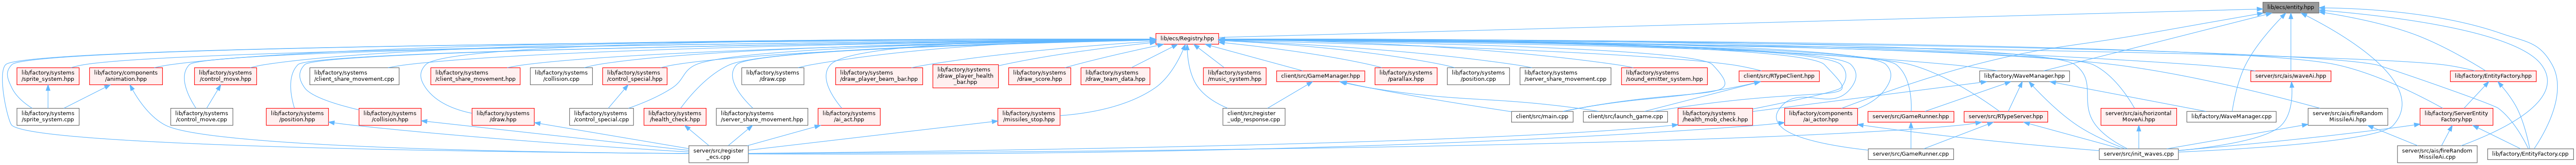 lib/ecs/entity.hpp
lib/ecs/Registry.hpp
lib/factory/systems
/sprite_system.hpp
lib/factory/components
/animation.hpp
lib/factory/systems
/control_move.hpp
lib/factory/systems
/client_share_movement.cpp
lib/factory/systems
/client_share_movement.hpp
lib/factory/systems
/collision.cpp
lib/factory/systems
/control_special.hpp
lib/factory/systems
/draw.cpp
lib/factory/systems
/draw_player_beam_bar.hpp
lib/factory/systems
/draw_player_health
_bar.hpp
lib/factory/systems
/draw_score.hpp
lib/factory/systems
/draw_team_data.hpp
lib/factory/systems
/music_system.hpp
client/src/GameManager.hpp
lib/factory/systems
/parallax.hpp
lib/factory/systems
/position.cpp
lib/factory/systems
/server_share_movement.cpp
lib/factory/systems
/sound_emitter_system.hpp
client/src/RTypeClient.hpp
lib/factory/WaveManager.hpp
server/src/ais/waveAi.hpp
lib/factory/EntityFactory.hpp
lib/factory/systems
/sprite_system.cpp
lib/factory/systems
/control_move.cpp
lib/factory/systems
/position.hpp
lib/factory/systems
/collision.hpp
lib/factory/systems
/draw.hpp
lib/factory/systems
/control_special.cpp
lib/factory/systems
/health_check.hpp
lib/factory/systems
/server_share_movement.hpp
lib/factory/systems
/ai_act.hpp
lib/factory/systems
/missiles_stop.hpp
client/src/register
_udp_response.cpp
client/src/main.cpp
client/src/launch_game.cpp
lib/factory/systems
/health_mob_check.hpp
lib/factory/components
/ai_actor.hpp
server/src/GameRunner.hpp
server/src/RTypeServer.hpp
server/src/ais/horizontal
MoveAi.hpp
lib/factory/WaveManager.cpp
server/src/ais/fireRandom
MissileAi.hpp
lib/factory/ServerEntity
Factory.hpp
server/src/register
_ecs.cpp
server/src/GameRunner.cpp
server/src/init_waves.cpp
server/src/ais/fireRandom
MissileAi.cpp
lib/factory/EntityFactory.cpp